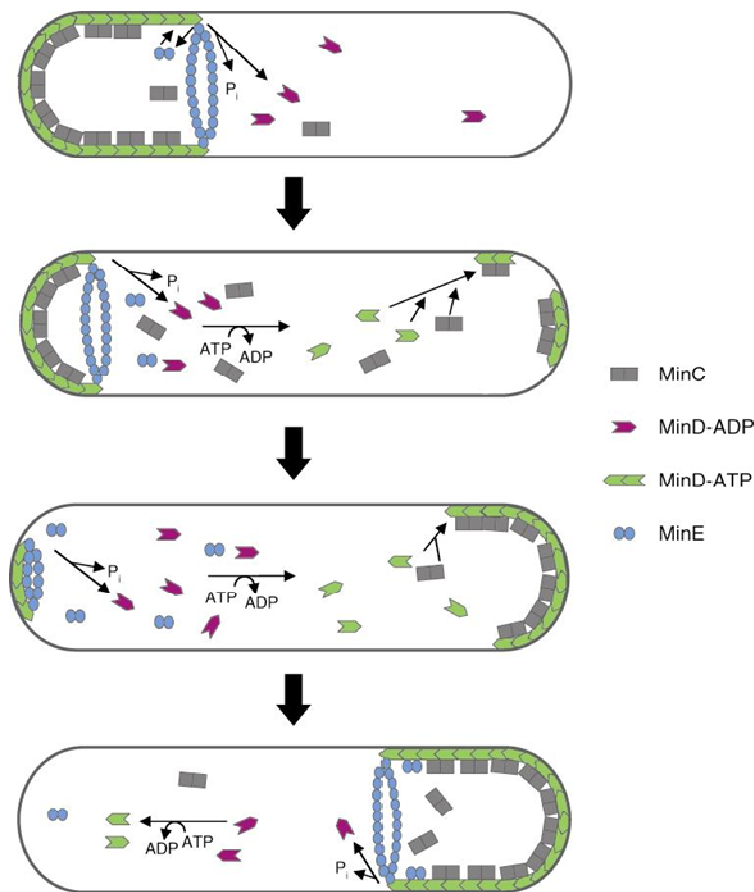 Pi
Pi
ATP
ADP
MinC
MinD-ADP
MinD-ATP
MinE
Pi
ATP
ADP
ADP
ATP
Pi